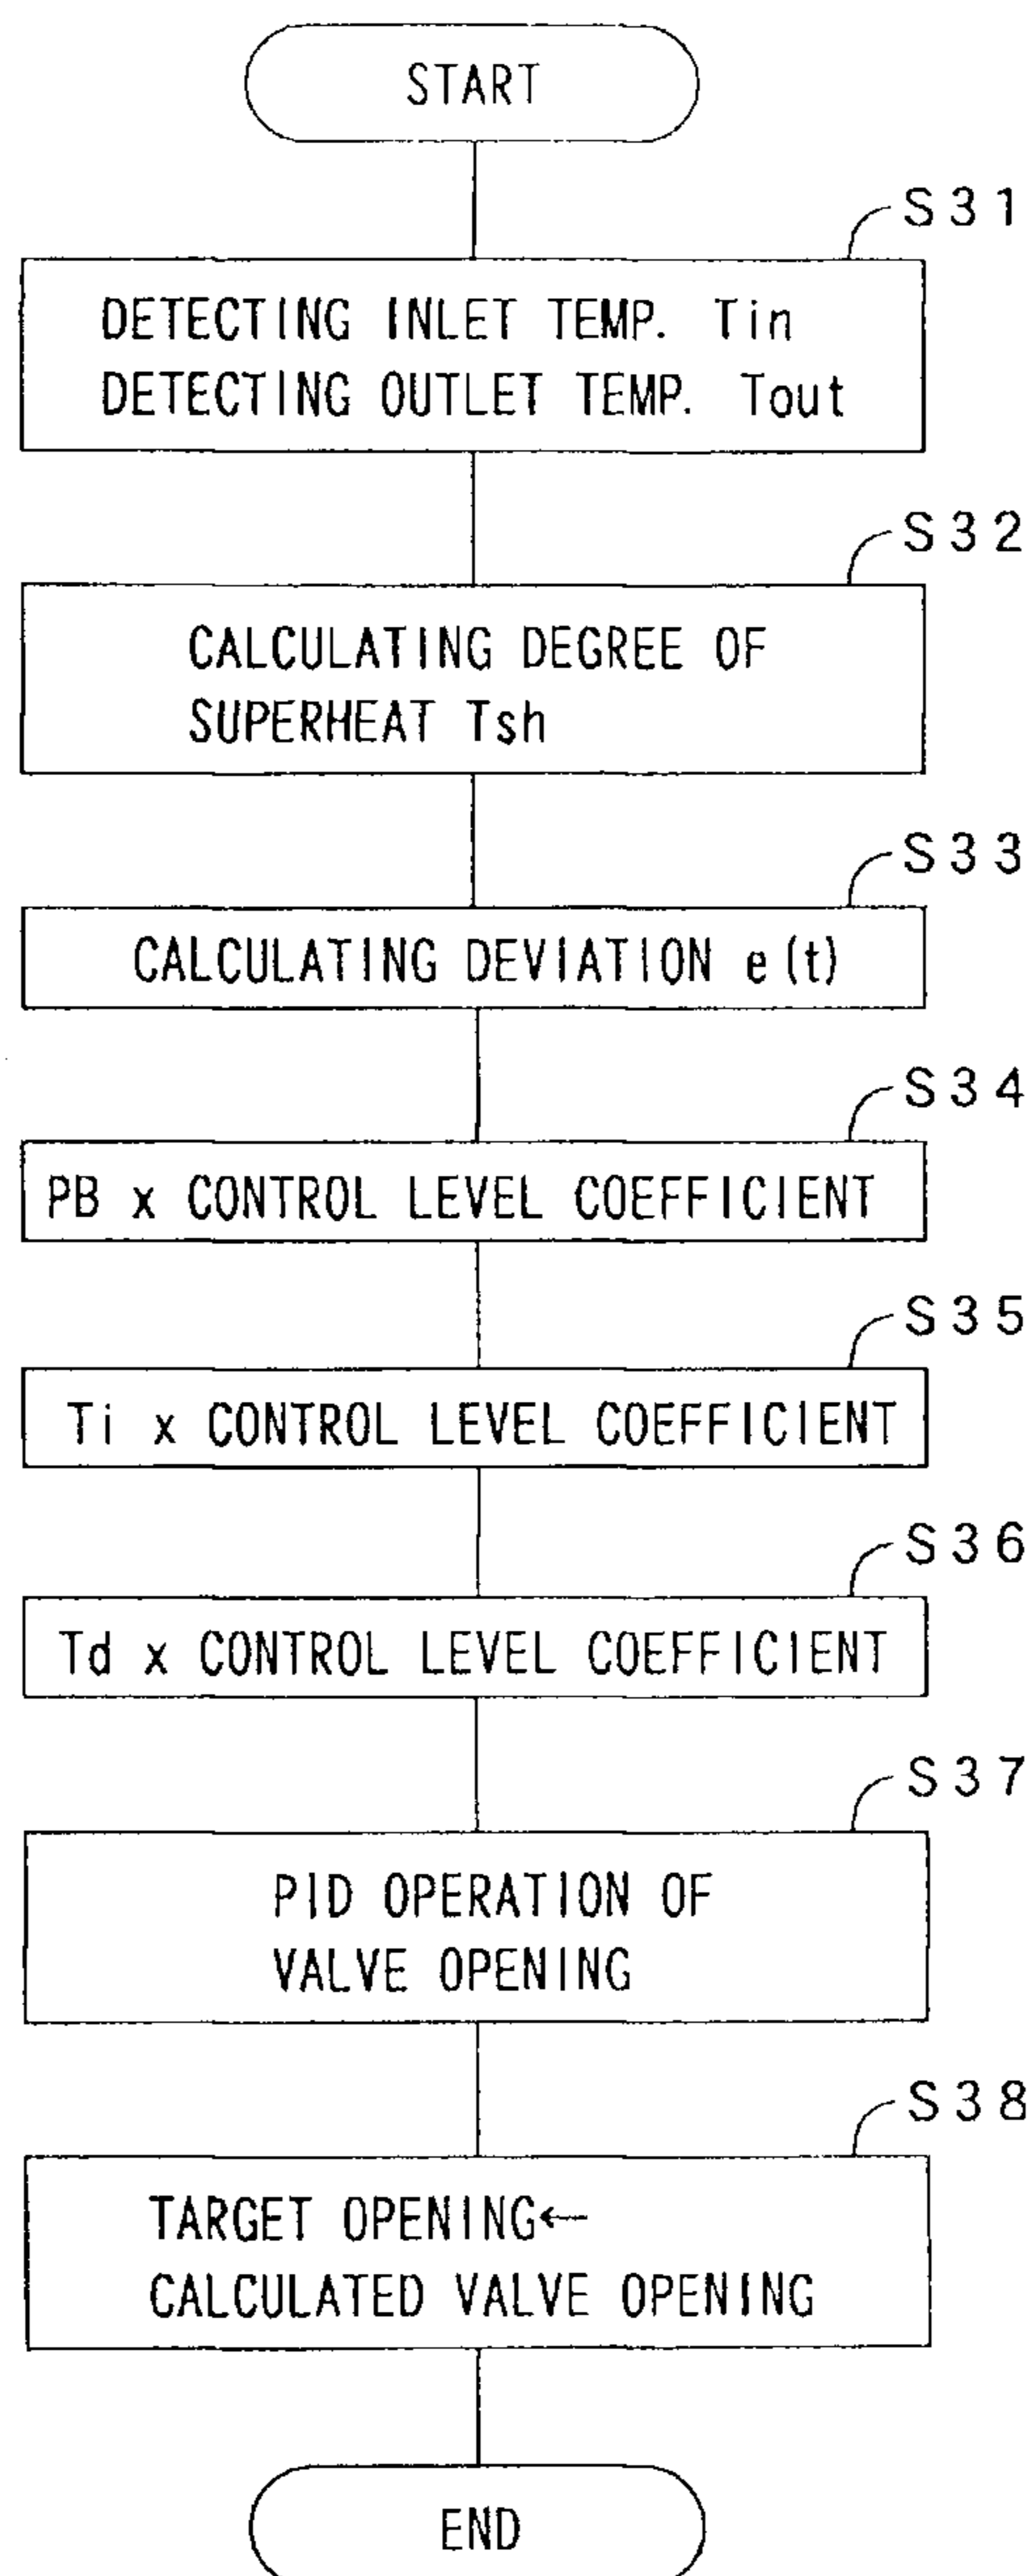 START
S31
DETECTING INLET TEMP. Tin
DETECTING OUTLET TEMP. Tout
S32
CALCULATING DEGREE OF
SUPERHEAT Tsh
S33
CALCULATING DEVIATION e(t)
S34
PB x CONTROL LEVEL COEFFICIENT
S35
Ti x CONTROL LEVEL COEFFICIENT
S36
Td x CONTROL LEVEL COEFFICIENT
S37
PID OPERATION OF
VALVE OPENING
S38
TARGET OPENING←
CALCULATED VALVE OPENING
END